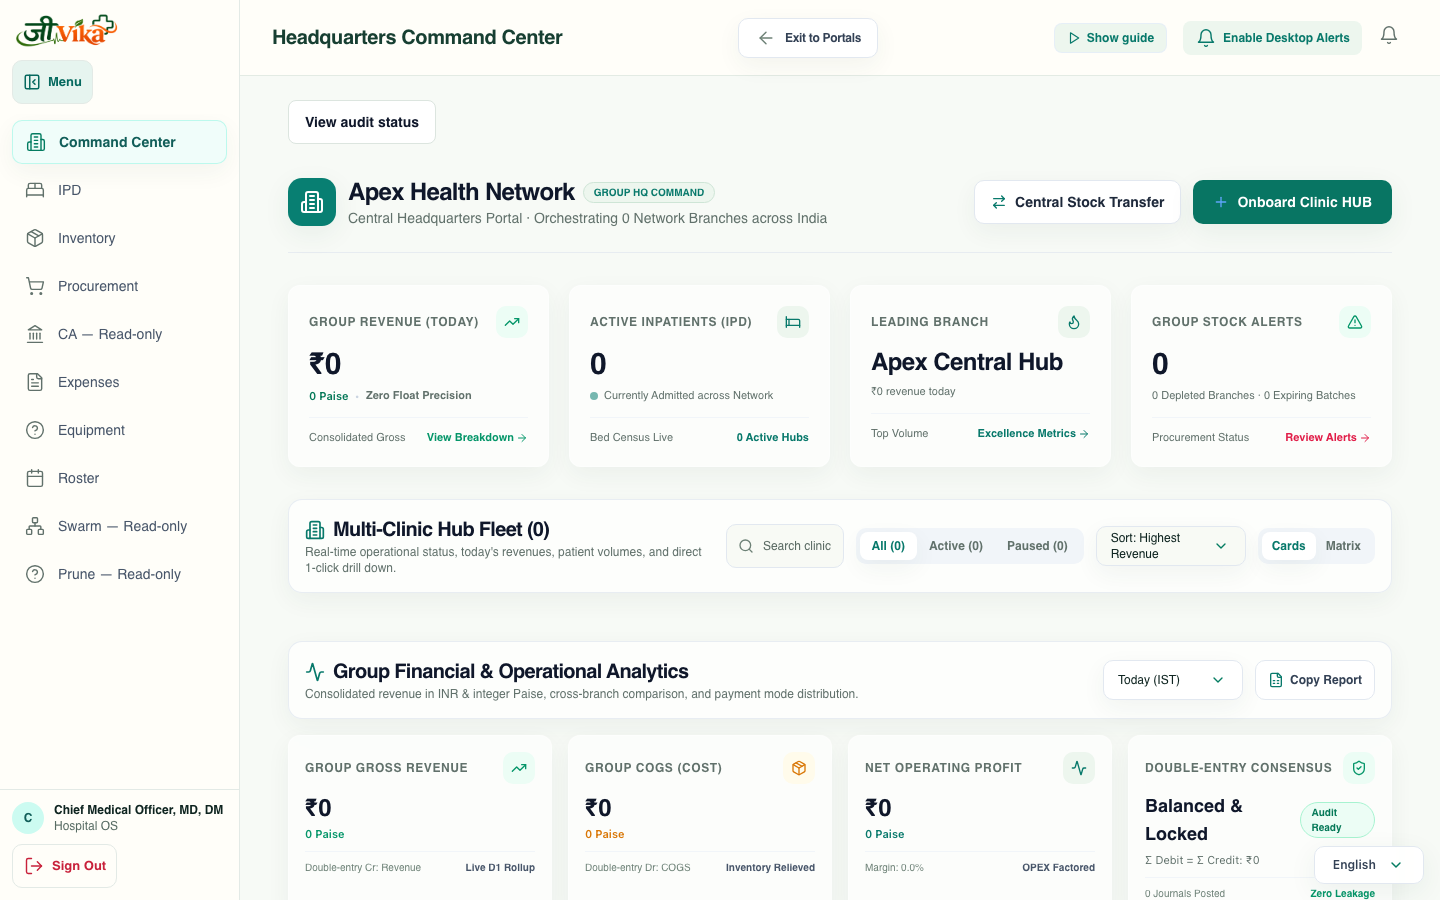 जीvika
Menu
Command Center
IPD
Inventory
Procurement
CA — Read-only
Expenses
Equipment
Roster
Swarm — Read-only
Prune — Read-only
C
Chief Medical Officer, MD, DM
Hospital OS
Sign Out
Headquarters Command Center
Exit to Portals
Show guide
Enable Desktop Alerts
View audit status
Apex Health Network
GROUP HQ COMMAND
Central Headquarters Portal · Orchestrating 0 Network Branches across India
Central Stock Transfer
Onboard Clinic HUB
GROUP REVENUE (TODAY)
₹0
0 Paise • Zero Float Precision
Consolidated Gross
View Breakdown →
ACTIVE INPATIENTS (IPD)
0
Currently Admitted across Network
Bed Census Live
0 Active Hubs
LEADING BRANCH
Apex Central Hub
₹0 revenue today
Top Volume
Excellence Metrics →
GROUP STOCK ALERTS
0
0 Depleted Branches · 0 Expiring Batches
Procurement Status
Review Alerts →
Multi-Clinic Hub Fleet (0)
Real-time operational status, today's revenues, patient volumes, and direct
1-click drill down.
Search clinic
All (0)
Active (0)
Paused (0)
Sort: Highest
Revenue
Cards
Matrix
Group Financial & Operational Analytics
Consolidated revenue in INR & integer Paise, cross-branch comparison, and payment mode distribution.
Today (IST)
Copy Report
GROUP GROSS REVENUE
₹0
0 Paise
Double-entry Cr: Revenue
Live D1 Rollup
GROUP COGS (COST)
₹0
0 Paise
Double-entry Dr: COGS
Inventory Relieved
NET OPERATING PROFIT
₹0
0 Paise
Margin: 0.0%
OPEX Factored
DOUBLE-ENTRY CONSENSUS
Balanced &
Locked
Audit
Ready
Σ Debit = Σ Credit: ₹0
0 Journals Posted
Zero Leakage
English